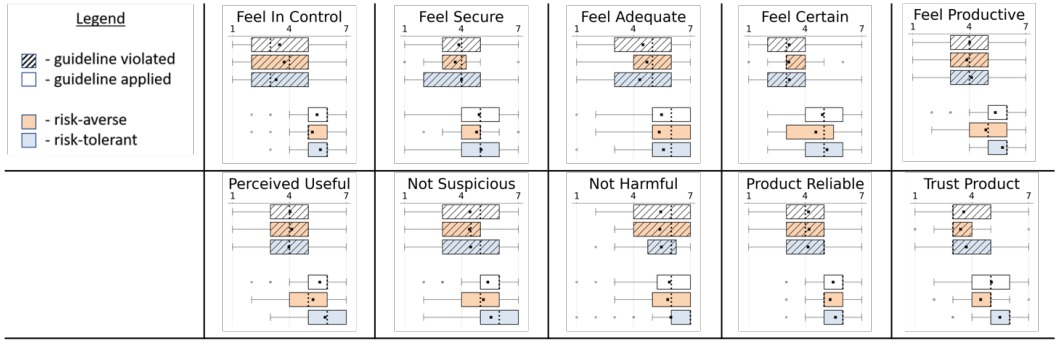 Legend
- guideline violated
- guideline applied
- risk-averse
- risk-tolerant
Feel In Control
1 4 7
Feel Secure
1 4 7
Feel Adequate
1 4 7
Feel Certain
1 4 7
Feel Productive
1 4 7
Perceived Useful
1 4 7
Not Suspicious
1 4 7
Not Harmful
1 4 7
Product Reliable
1 4 7
Trust Product
1 4 7